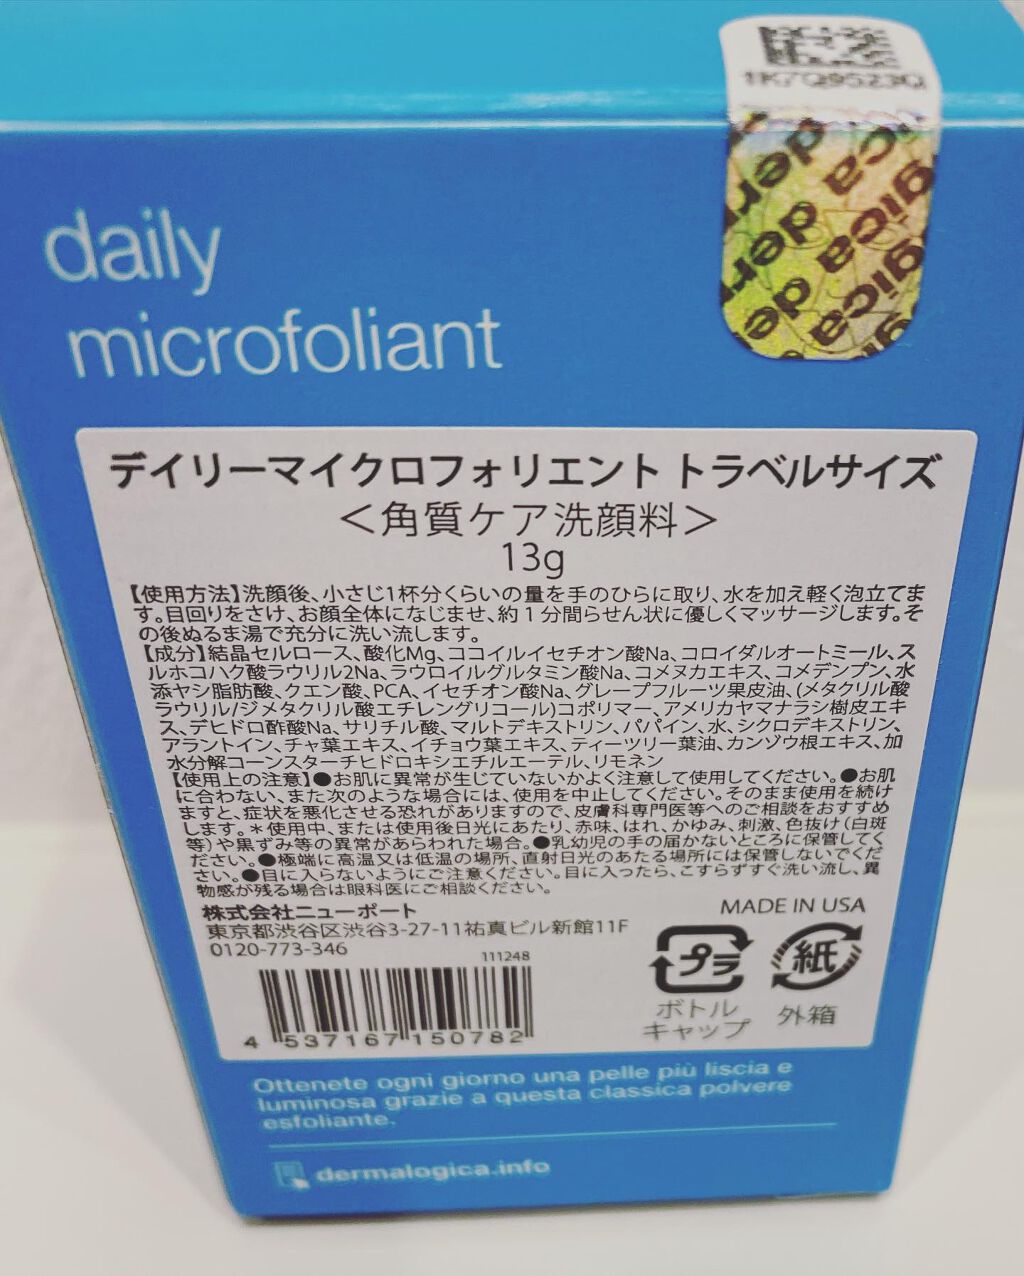 1K7Q9523Q
daily
microfoliant
デイリーマイクロフォリエント トラベルサイズ
＜角質ケア洗顔料＞
13g
【使用方法】洗顔後、小さじ1杯分くらいの量を手のひらに取り、水を加え軽く泡立てま
す。目回りをさけ、お顔全体になじませ、約1分間らせん状に優しくマッサージします。そ
の後ぬるま湯で充分に洗い流します。
【成分】結晶セルロース、酸化Mg、ココイルイセチオン酸Na、コロイダルオートミール、ス
ルホコハク酸ラウリル2Na、ラウロイルグルタミン酸Na、コメヌカエキス、コメデンプン、水
添ヤシ脂肪酸、クエン酸、PCA、イセチオン酸Na、グレープフルーツ果皮油、(メタクリル酸
ラウリル/ジメタクリル酸エチレングリコール)コポリマー、アメリカヤマナラシ樹皮エキ
ス、デヒドロ酢酸Na、サリチル酸、マルトデキストリン、パパイン、水、シクロデキストリン、
アラントイン、チャ葉エキス、イチョウ葉エキス、ティーツリー葉油、カンゾウ根エキス、加
水分解コーンスターチヒドロキシエチルエーテル、リモネン
【使用上の注意】●お肌に異常が生じていないかよく注意して使用してください。●お肌
に合わない、また次のような場合には、使用を中止してください。そのまま使用を続け
ますと、症状を悪化させる恐れがありますので、皮膚科専門医等へのご相談をおすすめ
します。＊使用中、または使用後日光にあたり、赤味、はれ、かゆみ、刺激、色抜け(白斑
等)や黒ずみ等の異常があらわれた場合。●乳幼児の手の届かないところに保管してく
ださい。●極端に高温又は低温の場所、直射日光のあたる場所には保管しないでくだ
さい。●目に入らないようにご注意ください。目に入ったら、こすらずすぐ洗い流し、異
物感が残る場合は眼科医にご相談ください。
株式会社ニューポート
東京都渋谷区渋谷3-27-11祐真ビル新館11F
0120-773-346
111248
4 537167 150782
MADE IN USA
プラ
紙
ボトル
キャップ
外箱
Ottenete ogni giorno una pelle più liscia e
luminosa grazie a questa classica polvere
esfoliante.
dermalogica.info